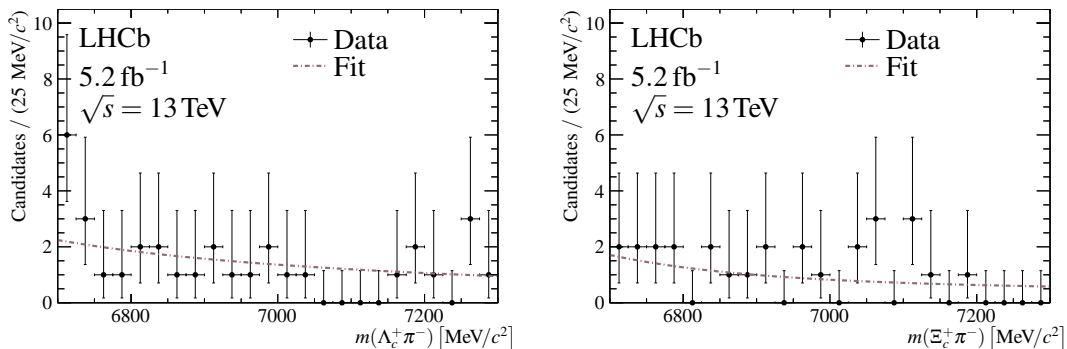 Candidates / (25 MeV/c²)
10
8
6
4
2
0
LHCb
5.2 fb⁻¹
√s = 13 TeV
Data
Fit
6800
7000
7200
m(Λc⁺π⁻) [MeV/c²]
Candidates / (25 MeV/c²)
10
8
6
4
2
0
LHCb
5.2 fb⁻¹
√s = 13 TeV
Data
Fit
6800
7000
7200
m(Ξc⁺π⁻) [MeV/c²]